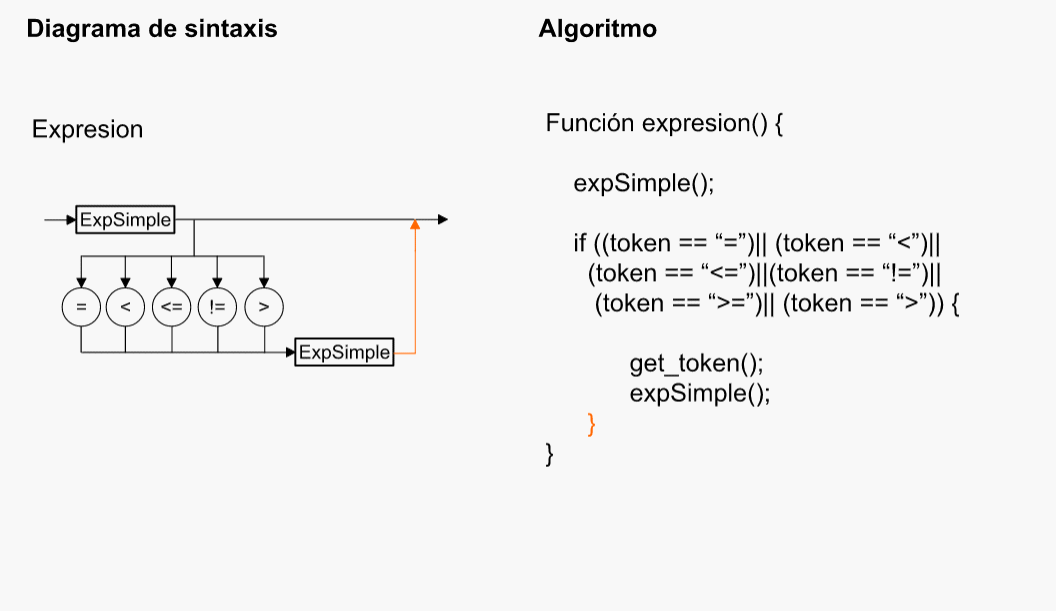 Diagrama de sintaxis
Algoritmo
Expresion
ExpSimple
= < <= != >
ExpSimple
Función expresion() {
expSimple();
if ((token == “=”)|| (token == “<”)||
(token == “<=”)||(token == “!=”)||
(token == “>=”)|| (token == “>”)) {
get_token();
expSimple();
}
}